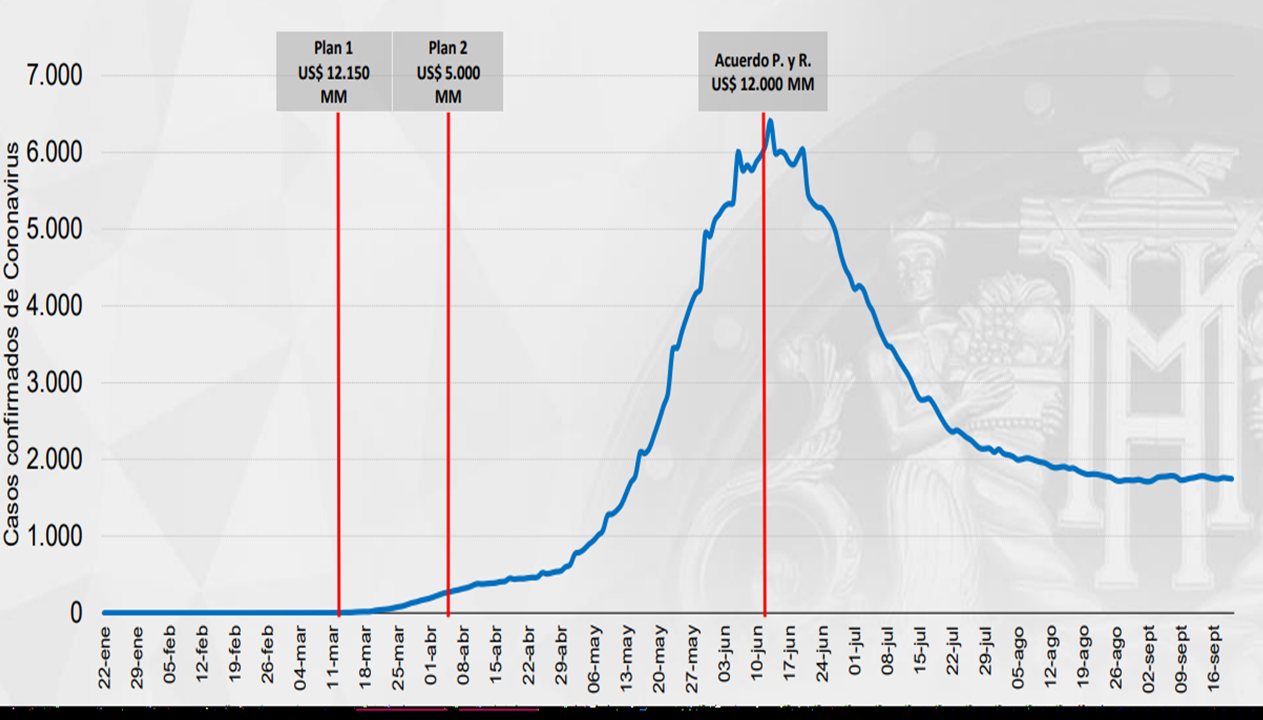 Plan 1
US$ 12.150
MM
Plan 2
US$ 5.000
MM
Acuerdo P. y R.
US$ 12.000 MM
Casos confirmados de Coronavirus
7.000
6.000
5.000
4.000
3.000
2.000
1.000
0
22-ene
29-ene
05-feb
12-feb
19-feb
26-feb
04-mar
11-mar
18-mar
25-mar
01-abr
08-abr
15-abr
22-abr
29-abr
06-may
13-may
20-may
27-may
03-jun
10-jun
17-jun
24-jun
01-jul
08-jul
15-jul
22-jul
29-jul
05-ago
12-ago
19-ago
26-ago
02-sept
09-sept
16-sept